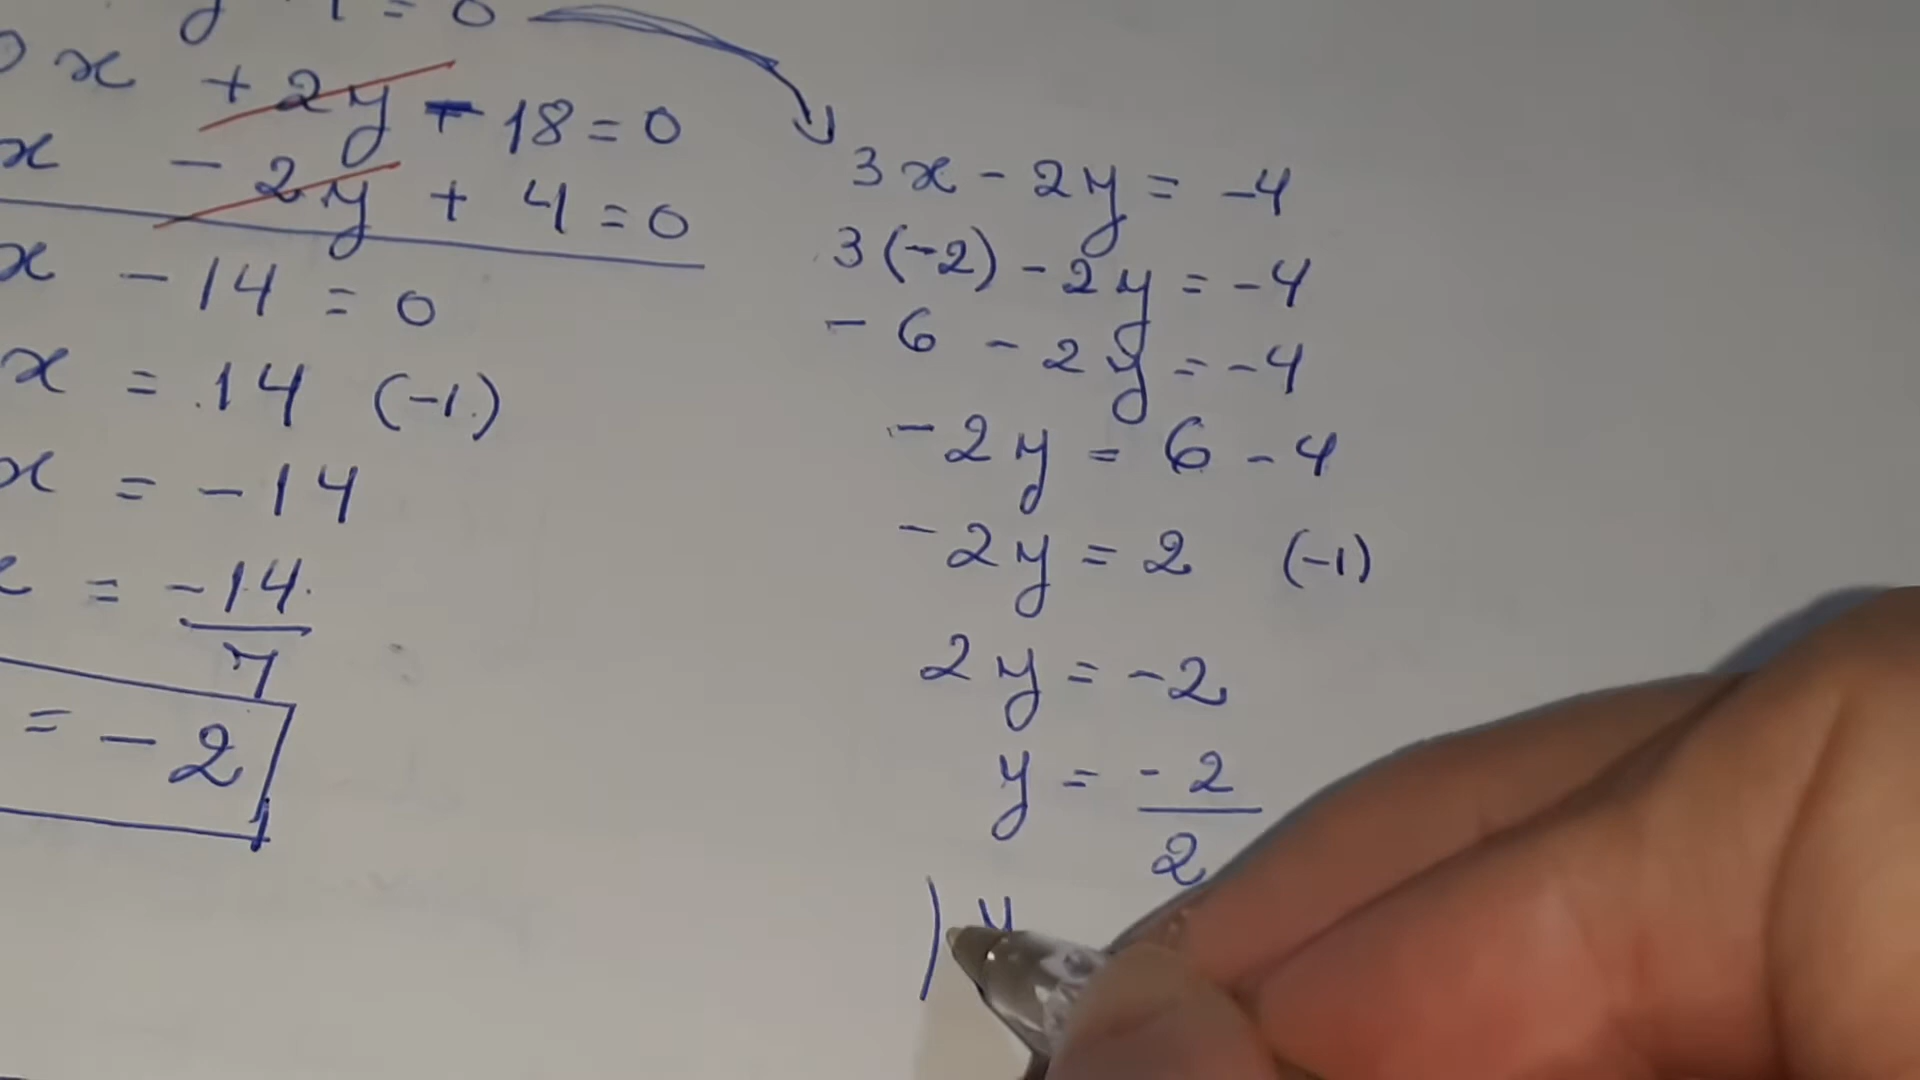 = 0
x + 2y - 18 = 0
x - 2y + 4 = 0
x - 14 = 0
x = 14 (-1)
x = -14
= -14
7
= -2
3x - 2y = -4
3(-2) - 2y = -4
-6 - 2y = -4
-2y = 6 - 4
-2y = 2 (-1)
2y = -2
y = -2
2
y